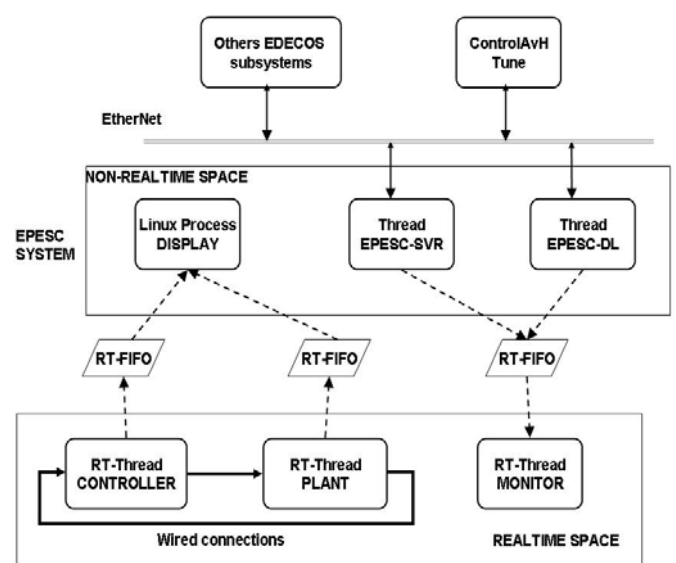 Others EDECOS
subsystems
ControlAvH
Tune
EtherNet
NON-REALTIME SPACE
EPESC
SYSTEM
Linux Process
DISPLAY
Thread
EPESC-SVR
Thread
EPESC-DL
RT-FIFO
RT-FIFO
RT-FIFO
RT-Thread
CONTROLLER
RT-Thread
PLANT
RT-Thread
MONITOR
Wired connections
REALTIME SPACE